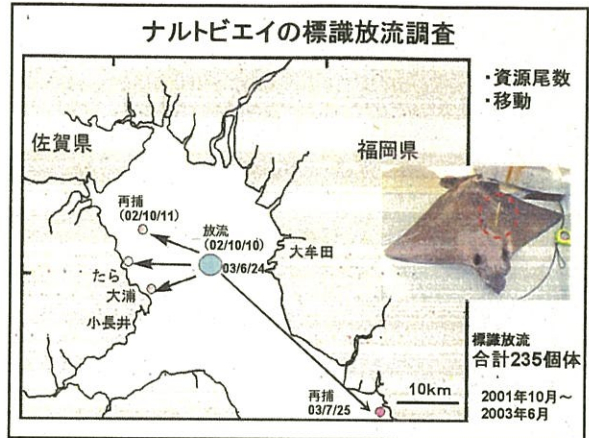 ナルトビエイの標識放流調査
・資源尾数
・移動
佐賀県
福岡県
再捕
(02/10/11)
放流
(02/10/10)
03/6/24
大牟田
たら
大浦
小長井
標識放流
合計235個体
再捕
03/7/25
10km
2001年10月～
2003年6月